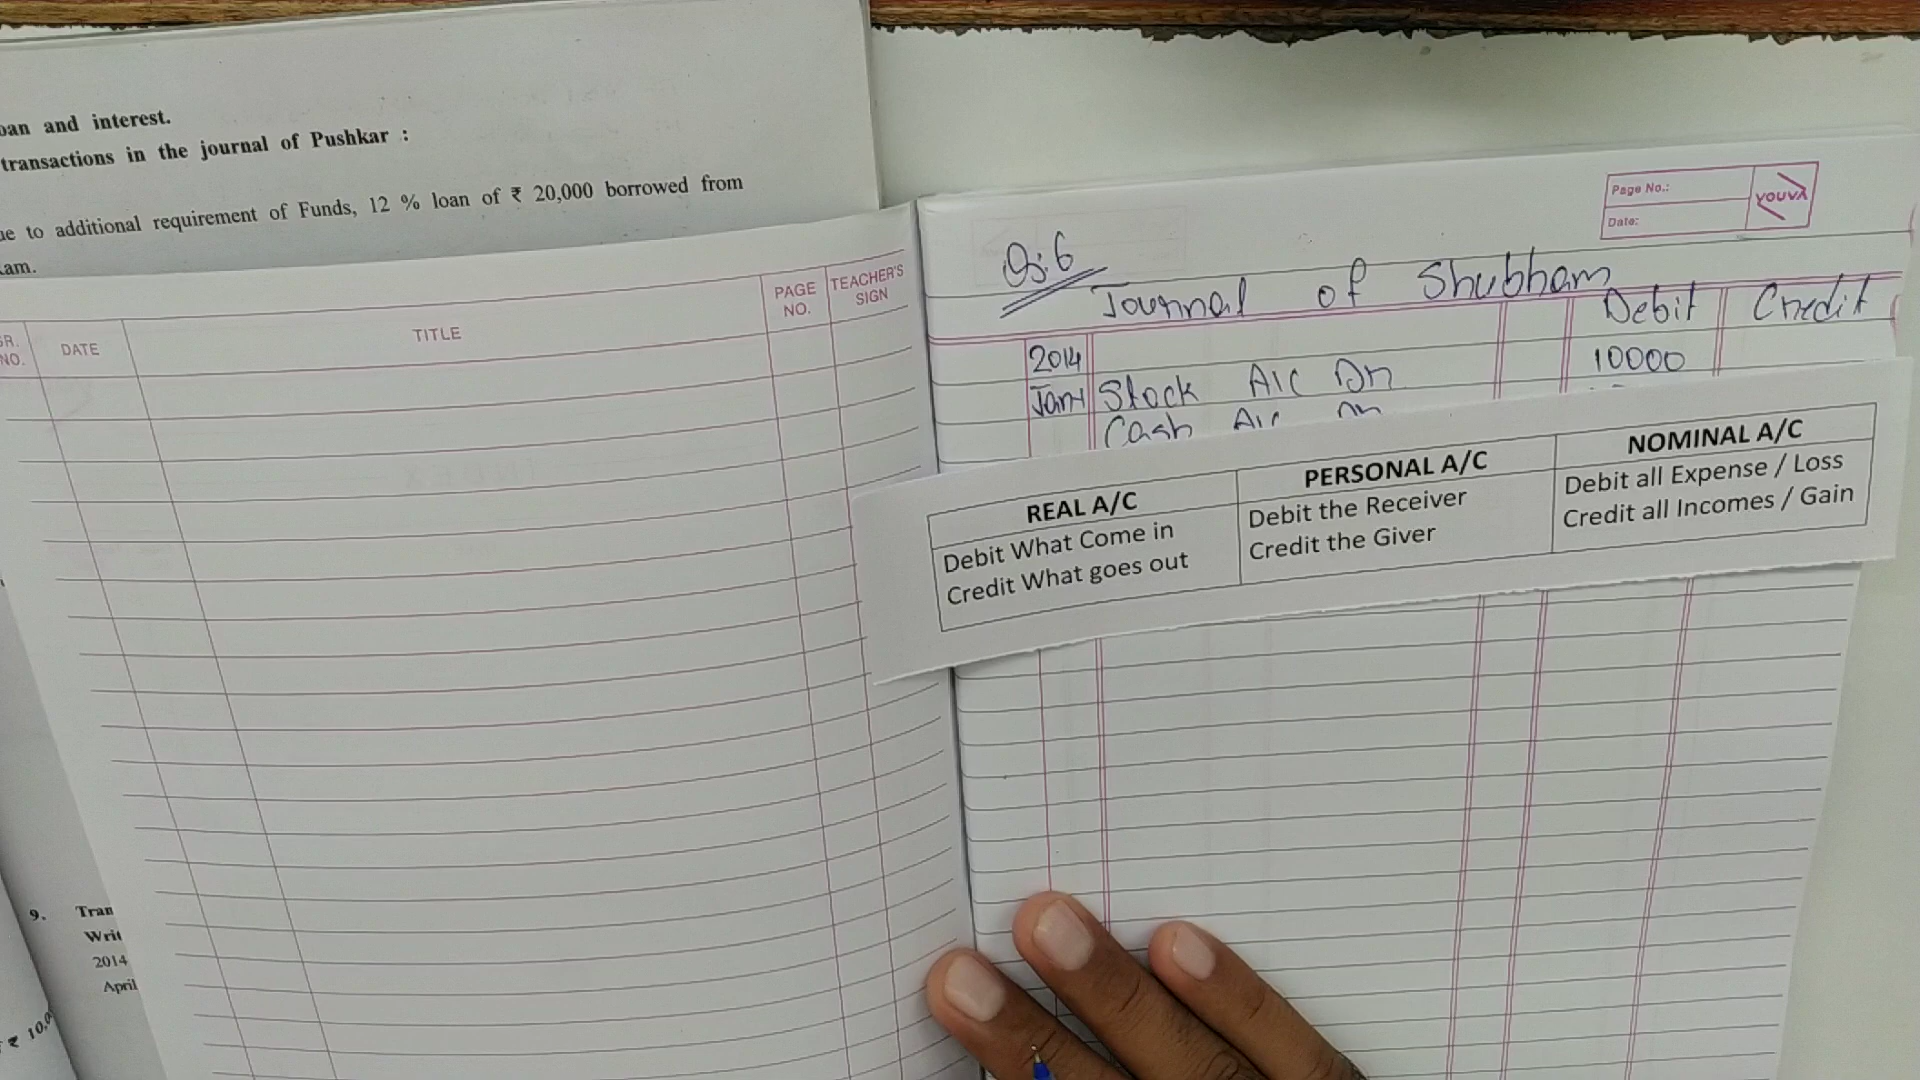 oan and interest.
transactions in the journal of Pushkar :
ue to additional requirement of Funds, 12 % loan of ₹ 20,000 borrowed from
kam.
SR. NO.
DATE
TITLE
PAGE NO.
TEACHER'S SIGN
9. Tran
Writ
2014
April
₹ 10,0
Page No.:
Date:
YOUVA
Q:6
Journal of Shubham
Debit
Credit
2014
10000
Jan-1 Stock A/C Dr
Cash A/C Dr
REAL A/C
Debit What Come in
Credit What goes out
PERSONAL A/C
Debit the Receiver
Credit the Giver
NOMINAL A/C
Debit all Expense / Loss
Credit all Incomes / Gain